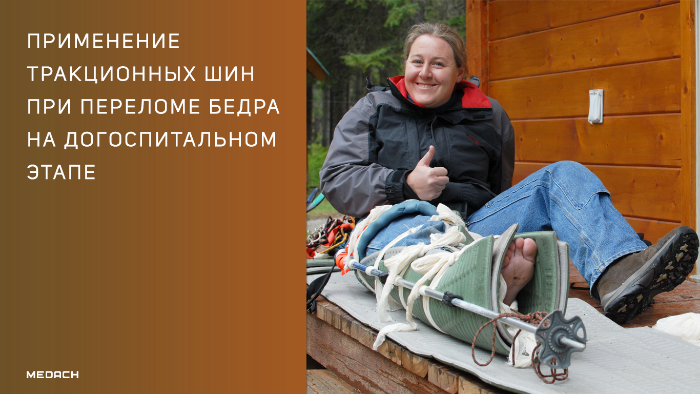 ПРИМЕНЕНИЕ
ТРАКЦИОННЫХ ШИН
ПРИ ПЕРЕЛОМЕ БЕДРА
НА ДОГОСПИТАЛЬНОМ
ЭТАПЕ
MEDACH